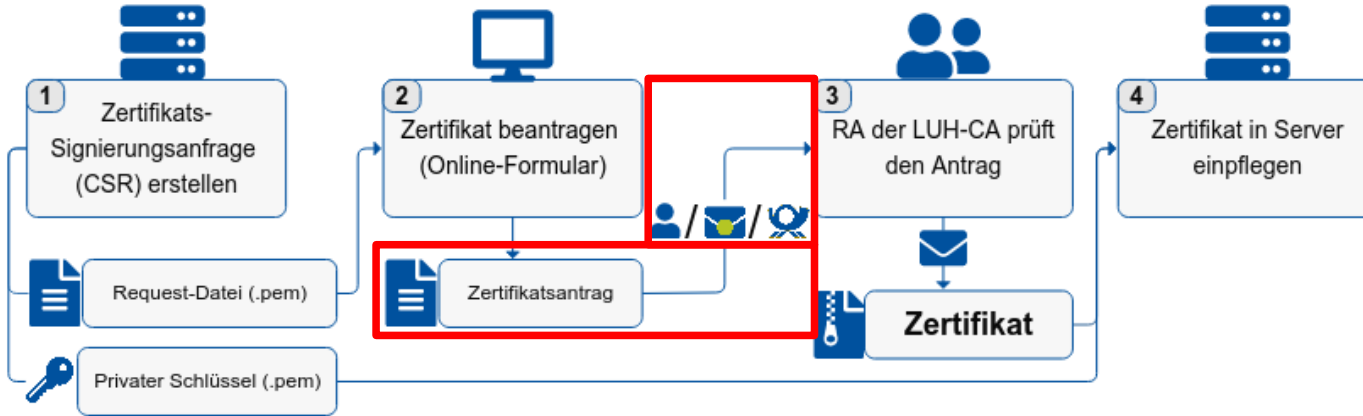 1
Zertifikats-
Signierungsanfrage
(CSR) erstellen
2
Zertifikat beantragen
(Online-Formular)
3
RA der LUH-CA prüft
den Antrag
4
Zertifikat in Server
einpflegen
/ /
Request-Datei (.pem)
Zertifikatsantrag
Zertifikat
Privater Schlüssel (.pem)